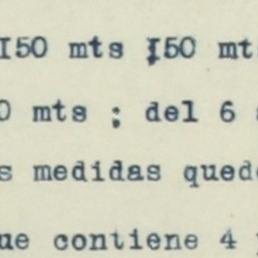 I50 mts I50 mt
0 mts ; del 6
s medidas qued
ue contiene 4